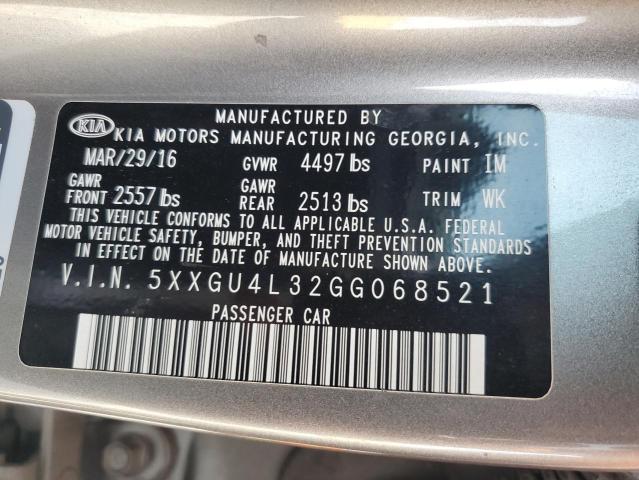 MANUFACTURED BY
KIA KIA MOTORS MANUFACTURING GEORGIA, INC.
MAR/29/16 GVWR 4497 lbs PAINT 1M
GAWR GAWR
FRONT 2557 lbs REAR 2513 lbs TRIM WK
THIS VEHICLE CONFORMS TO ALL APPLICABLE U.S.A. FEDERAL
MOTOR VEHICLE SAFETY, BUMPER, AND THEFT PREVENTION STANDARDS
IN EFFECT ON THE DATE OF MANUFACTURE SHOWN ABOVE.
V.I.N. 5XXGU4L32GG068521
PASSENGER CAR